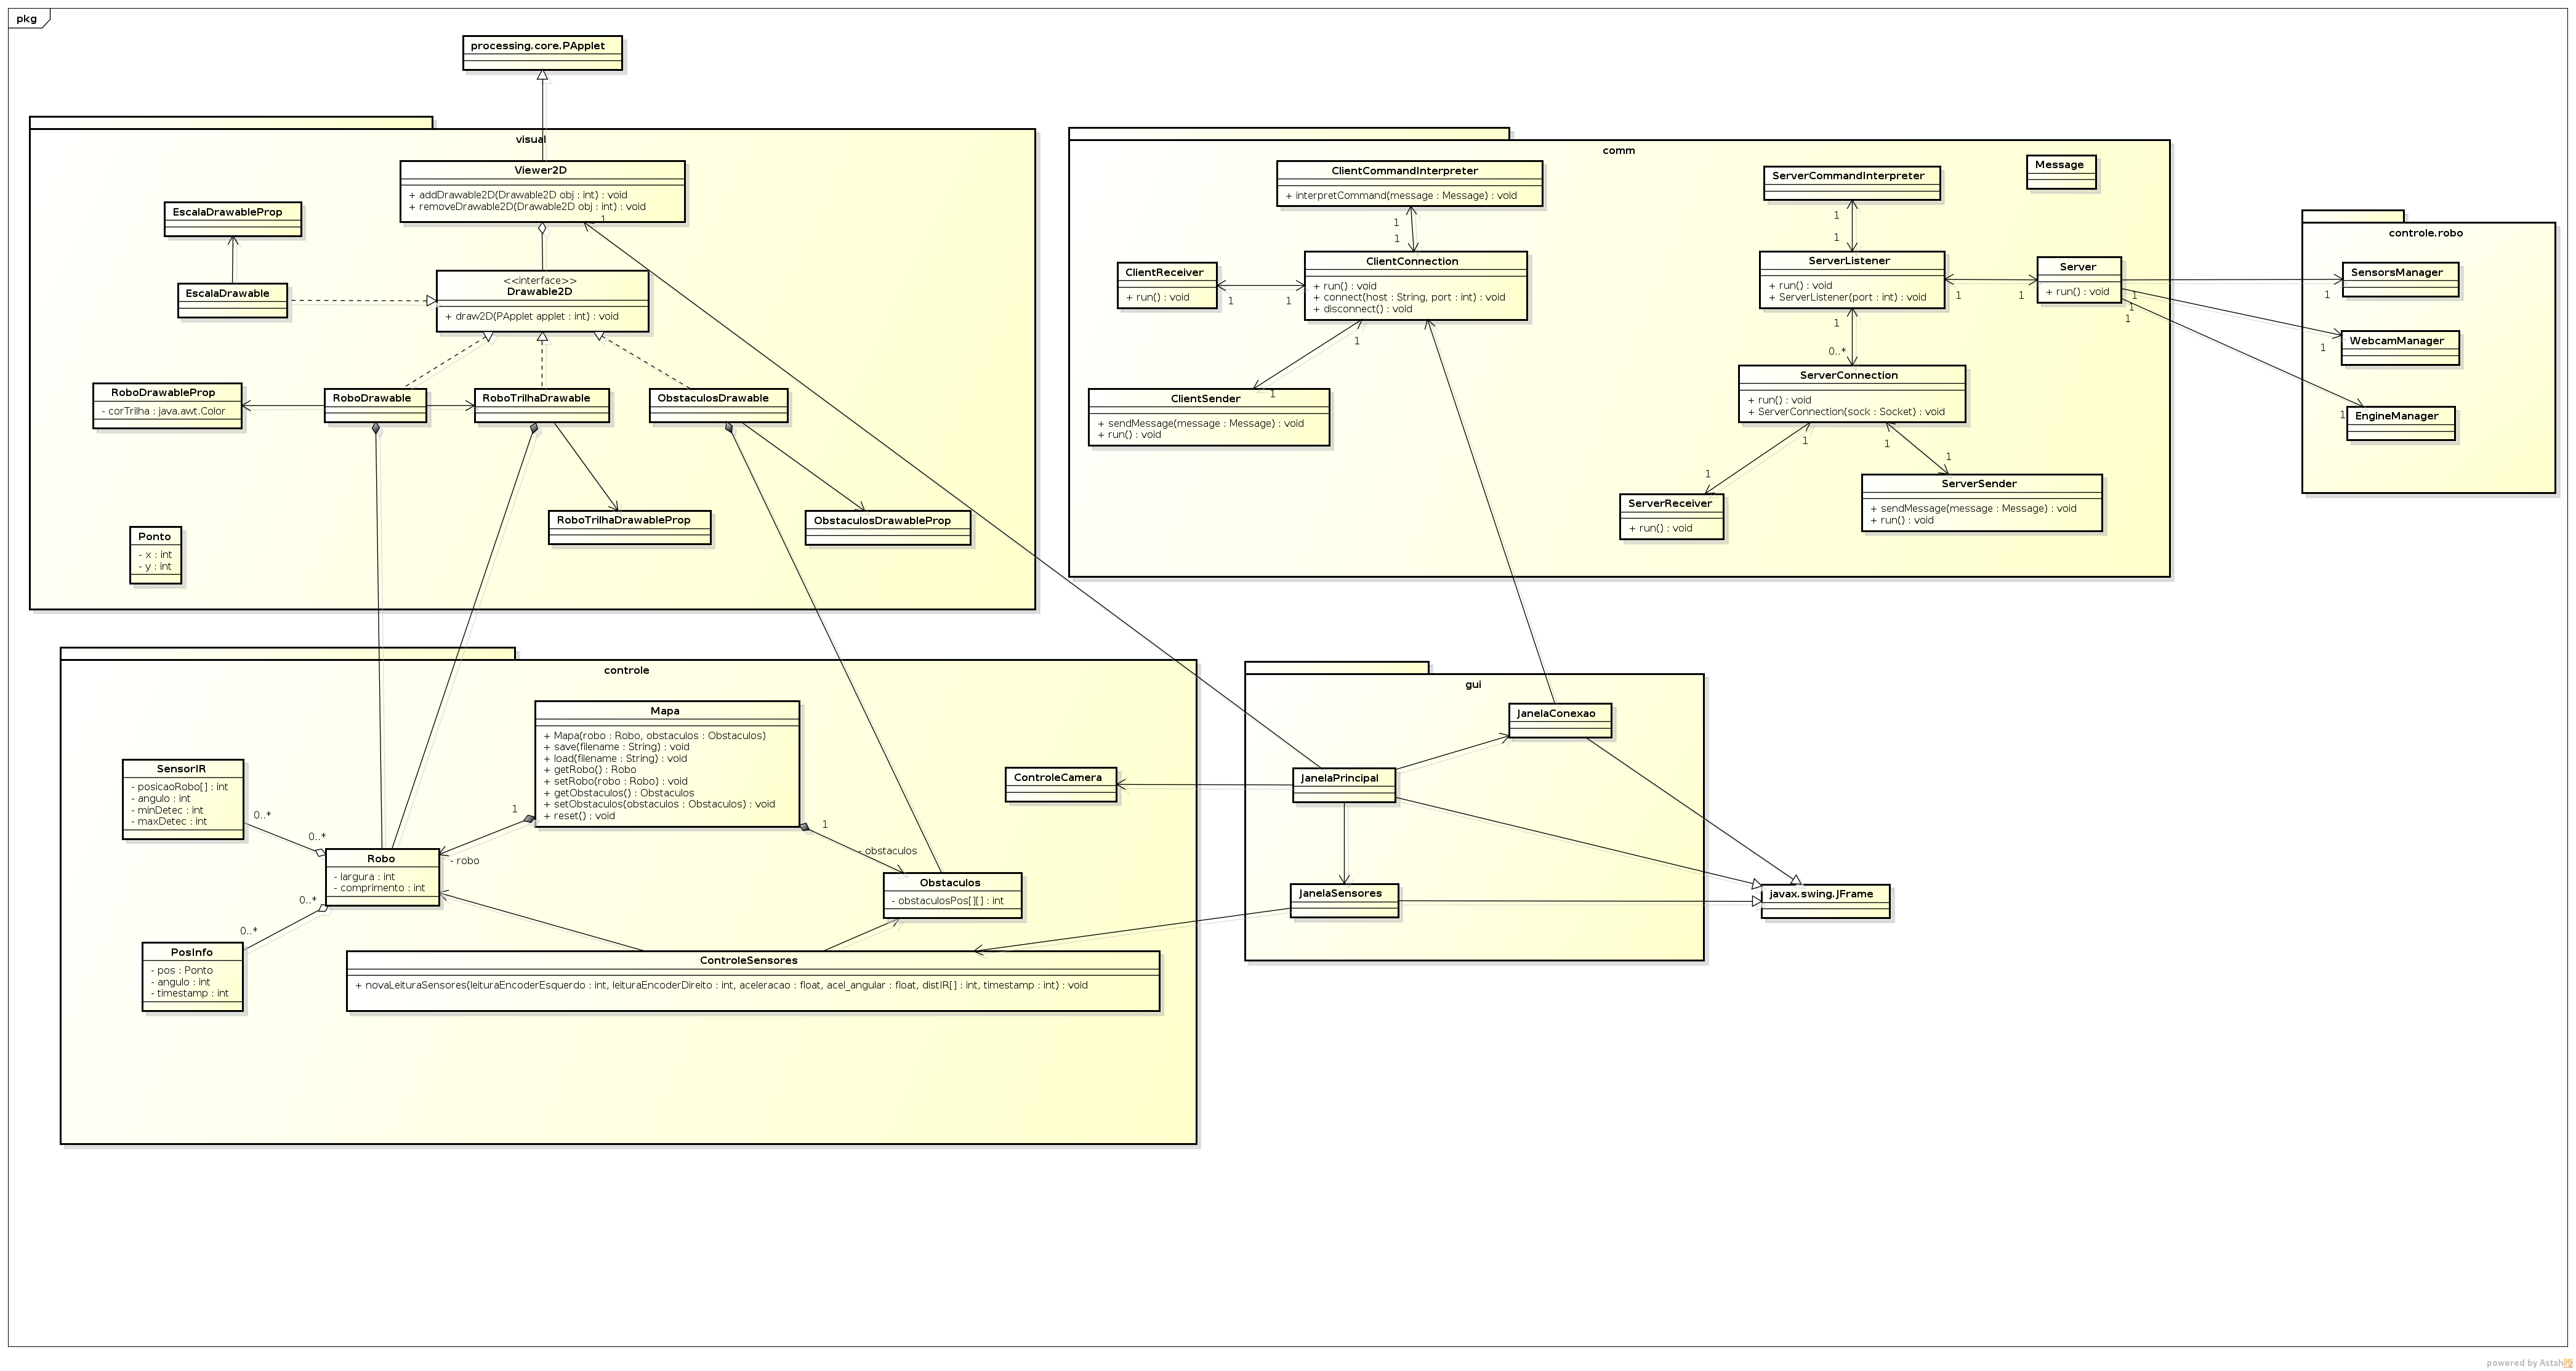 pkg
processing.core.PApplet
visual
Viewer2D
+ addDrawable2D(Drawable2D obj : int) : void
+ removeDrawable2D(Drawable2D obj : int) : void
1
EscalaDrawableProp
EscalaDrawable
<<interface>>
Drawable2D
+ draw2D(PApplet applet : int) : void
RoboDrawableProp
- corTrilha : java.awt.Color
RoboDrawable
RoboTrilhaDrawable
ObstaculosDrawable
RoboTrilhaDrawableProp
ObstaculosDrawableProp
Ponto
- x : int
- y : int
comm
ClientCommandInterpreter
+ interpretCommand(message : Message) : void
1
1
ClientReceiver
+ run() : void
1
1
ClientConnection
+ run() : void
+ connect(host : String, port : int) : void
+ disconnect() : void
1
1
ClientSender
+ sendMessage(message : Message) : void
+ run() : void
ServerCommandInterpreter
1
1
Message
ServerListener
+ run() : void
+ ServerListener(port : int) : void
1
1
Server
+ run() : void
1
1
1
1
0..*
ServerConnection
+ run() : void
+ ServerConnection(sock : Socket) : void
1
1
1
1
ServerReceiver
+ run() : void
ServerSender
+ sendMessage(message : Message) : void
+ run() : void
controle.robo
SensorsManager
1
WebcamManager
1
EngineManager
1
controle
Mapa
+ Mapa(robo : Robo, obstaculos : Obstaculos)
+ save(filename : String) : void
+ load(filename : String) : void
+ getRobo() : Robo
+ setRobo(robo : Robo) : void
+ getObstaculos() : Obstaculos
+ setObstaculos(obstaculos : Obstaculos) : void
+ reset() : void
1
- robo
1
- obstaculos
SensorIR
- posicaoRobo[] : int
- angulo : int
- minDetec : int
- maxDetec : int
0..*
0..*
Robo
- largura : int
- comprimento : int
0..*
0..*
PosInfo
- pos : Ponto
- angulo : int
- timestamp : int
Obstaculos
- obstaculosPos[][] : int
ControleSensores
+ novaLeituraSensores(leituraEncoderEsquerdo : int, leituraEncoderDireito : int, aceleracao : float, acel_angular : float, distIR[] : int, timestamp : int) : void
ControleCamera
gui
JanelaConexao
JanelaPrincipal
JanelaSensores
javax.swing.JFrame
powered by Astah